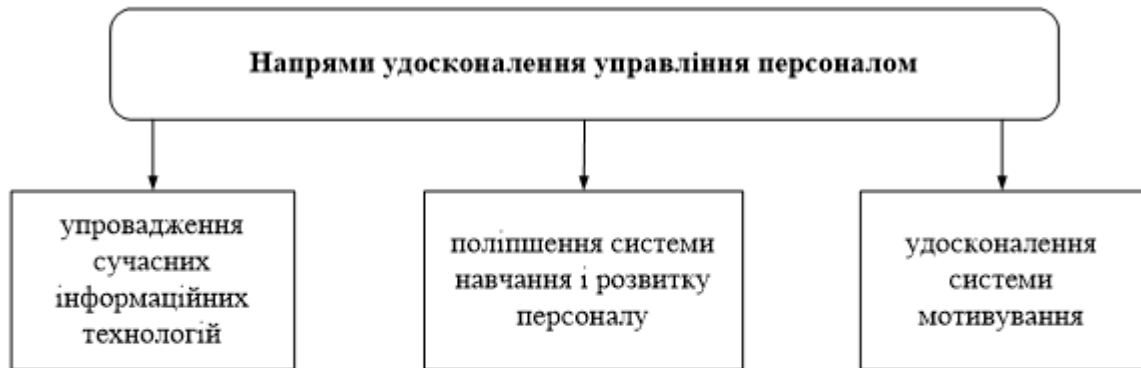 Напрями удосконалення управління персоналом
упровадження
сучасних
інформаційних
технологій
поліпшення системи
навчання і розвитку
персоналу
удосконалення
системи
мотивування